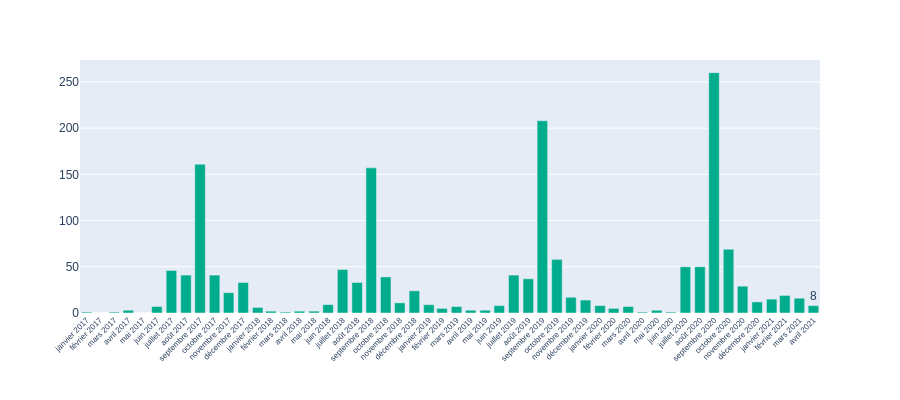 250
200
150
100
50
0
8
janvier 2017
février 2017
mars 2017
avril 2017
mai 2017
juin 2017
juillet 2017
août 2017
septembre 2017
octobre 2017
novembre 2017
décembre 2017
janvier 2018
février 2018
mars 2018
avril 2018
mai 2018
juin 2018
juillet 2018
août 2018
septembre 2018
octobre 2018
novembre 2018
décembre 2018
janvier 2019
février 2019
mars 2019
avril 2019
mai 2019
juin 2019
juillet 2019
août 2019
septembre 2019
octobre 2019
novembre 2019
décembre 2019
janvier 2020
février 2020
mars 2020
avril 2020
mai 2020
juin 2020
juillet 2020
août 2020
septembre 2020
octobre 2020
novembre 2020
décembre 2020
janvier 2021
février 2021
mars 2021
avril 2021